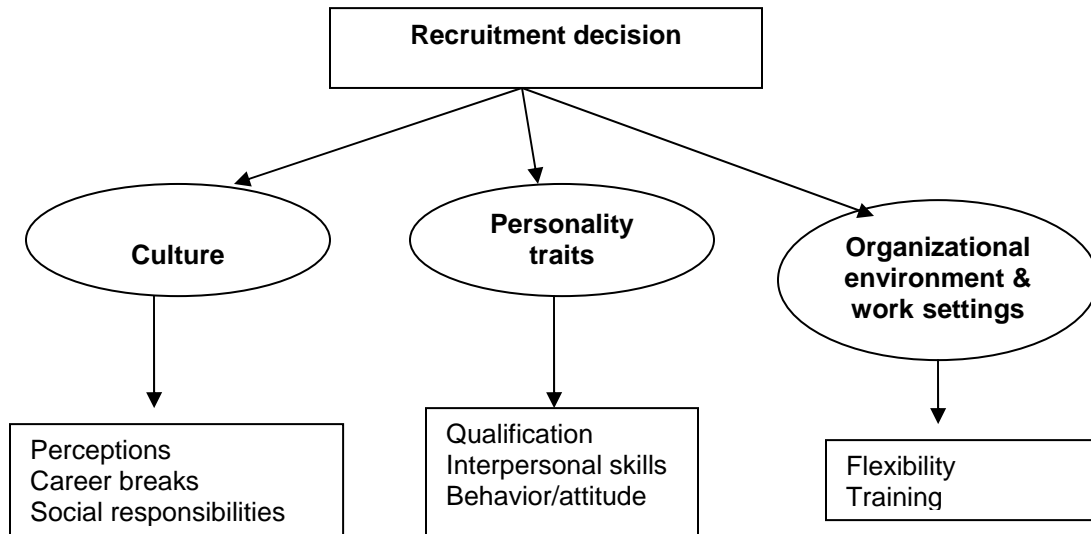 Recruitment decision
Culture
Personality
traits
Organizational
environment &
work settings
Perceptions
Career breaks
Social responsibilities
Qualification
Interpersonal skills
Behavior/attitude
Flexibility
Training